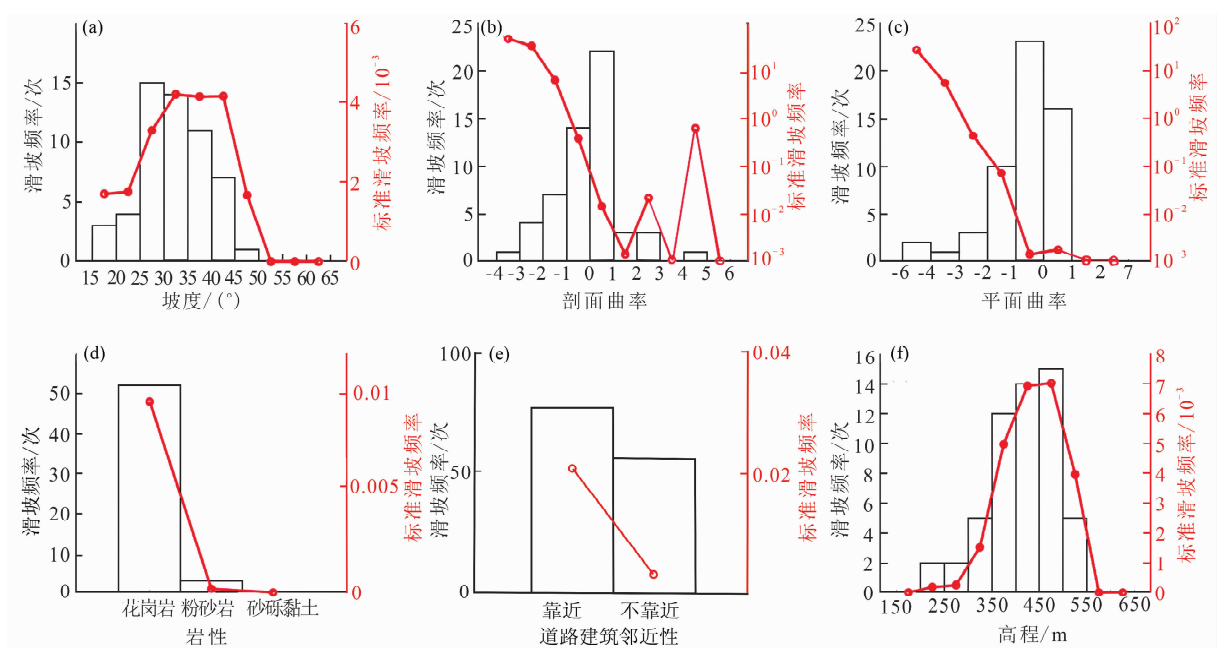 (a)
滑坡频率/次
15
10
5
0
15 20 25 30 35 40 45 50 55 60 65
坡度/(°)
6
4
2
0
标准滑坡频率/10⁻³
(b)
滑坡频率/次
25
20
15
10
5
0
-4 -3 -2 -1 0 1 2 3 4 5 6
剖面曲率
10¹
10⁰
10⁻¹
10⁻²
10⁻³
标准滑坡频率
(c)
滑坡频率/次
25
20
15
10
5
0
-6 -4 -3 -2 -1 0 1 2 7
平面曲率
10²
10¹
10⁰
10⁻¹
10⁻²
10⁻³
标准滑坡频率
(d)
滑坡频率/次
50
40
30
20
10
0
花岗岩 粉砂岩 砂砾黏土
岩性
0.01
0.005
0
标准滑坡频率
(e)
滑坡频率/次
100
50
0
靠近 不靠近
道路建筑邻近性
0.04
0.02
0
标准滑坡频率
(f)
滑坡频率/次
16
14
12
10
8
6
4
2
0
150 250 350 450 550 650
高程/m
8
7
6
5
4
3
2
1
0
标准滑坡频率/10⁻³